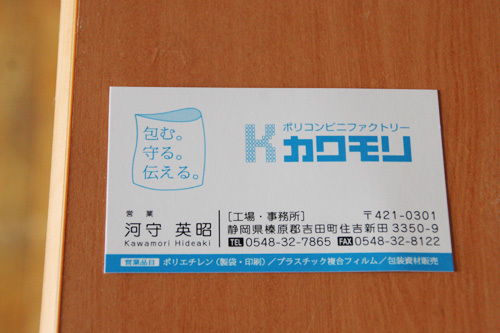 包む。
守る。
伝える。
ポリコンビニファクトリー
K カワモリ
営業
河守 英昭
Kawamori Hideaki
[工場・事務所] 〒421-0301
静岡県榛原郡吉田町住吉新田 3350-9
TEL 0548-32-7865 FAX 0548-32-8122
営業品目 ポリエチレン(製袋・印刷)/プラスチック複合フィルム/包装資材販売